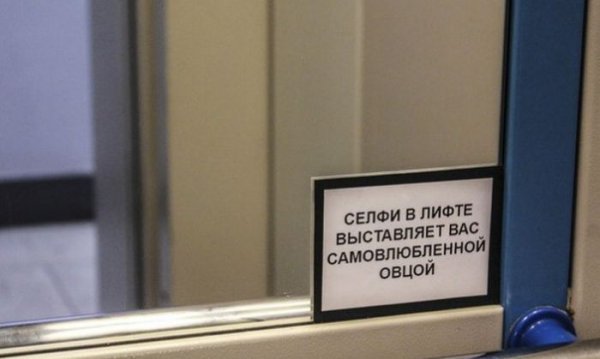 СЕЛФИ В ЛИФТЕ
ВЫСТАВЛЯЕТ ВАС
САМОВЛЮБЛЕННОЙ
ОВЦОЙ